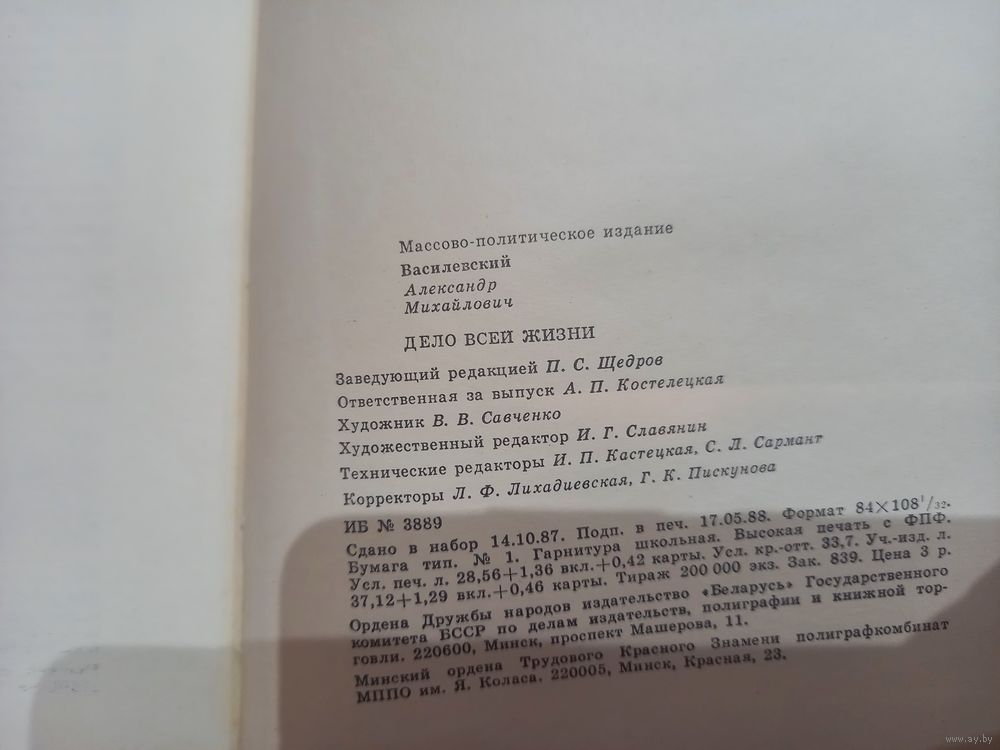 Массово-политическое издание
Василевский
Александр
Михайлович
ДЕЛО ВСЕЙ ЖИЗНИ
Заведующий редакцией П. С. Щедров
Ответственная за выпуск А. П. Костелецкая
Художник В. В. Савченко
Художественный редактор И. Г. Славянин
Технические редакторы И. П. Кастецкая, С. Л. Сармант
Корректоры Л. Ф. Лихадиевская, Г. К. Пискунова
ИБ № 3889
Сдано в набор 14.10.87. Подп. в печ. 17.05.88. Формат 84×108¹/₃₂.
Бумага тип. № 1. Гарнитура школьная. Высокая печать с ФПФ.
Усл. печ. л. 28,56+1,36 вкл.+0,42 карты. Усл. кр.-отт. 33,7. Уч.-изд. л.
37,12+1,29 вкл.+0,46 карты. Тираж 200 000 экз. Зак. 839. Цена 3 р.
Ордена Дружбы народов издательство «Беларусь» Государственного
комитета БССР по делам издательств, полиграфии и книжной тор-
говли. 220600, Минск, проспект Машерова, 11.
Минский ордена Трудового Красного Знамени полиграфкомбинат
МППО им. Я. Коласа. 220005, Минск, Красная, 23.
www.ay.by